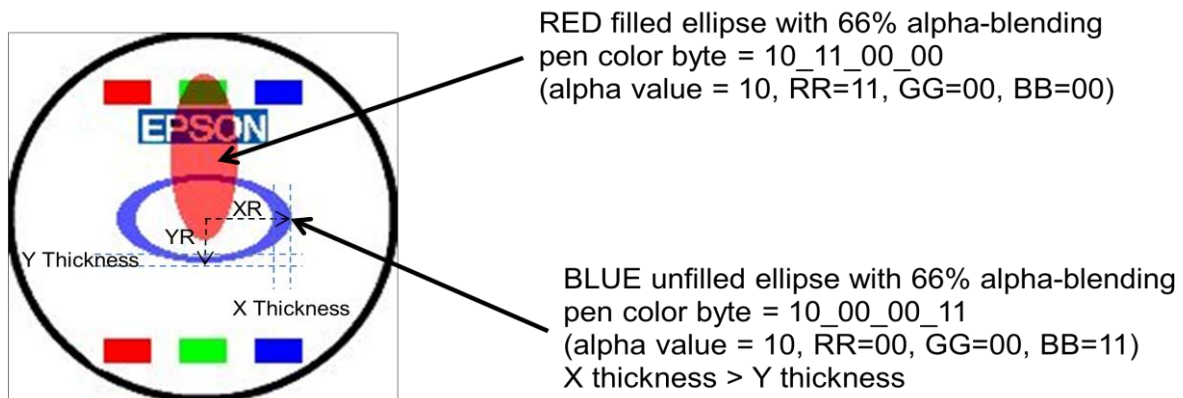 RED filled ellipse with 66% alpha-blending
pen color byte = 10_11_00_00
(alpha value = 10, RR=11, GG=00, BB=00)
EPSON
XR
YR
Y Thickness
X Thickness
BLUE unfilled ellipse with 66% alpha-blending
pen color byte = 10_00_00_11
(alpha value = 10, RR=00, GG=00, BB=11)
X thickness > Y thickness